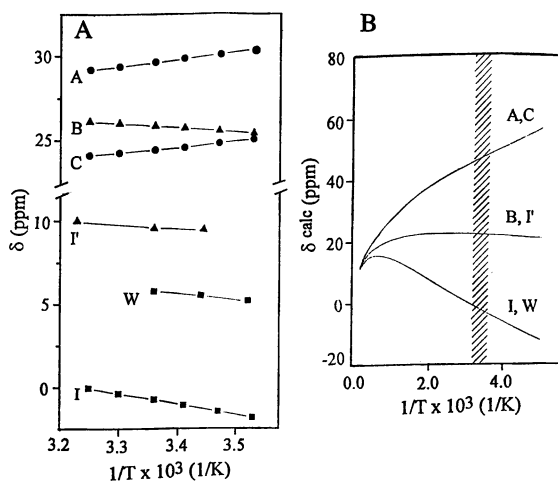 A
30
25
10
5
0
δ (ppm)
A
B
C
I'
W
I
3.2 3.3 3.4 3.5
1/T x 10³ (1/K)
B
80
60
40
20
0
-20
δ calc (ppm)
A,C
B, I'
I, W
0.0 2.0 4.0
1/T x 10³ (1/K)